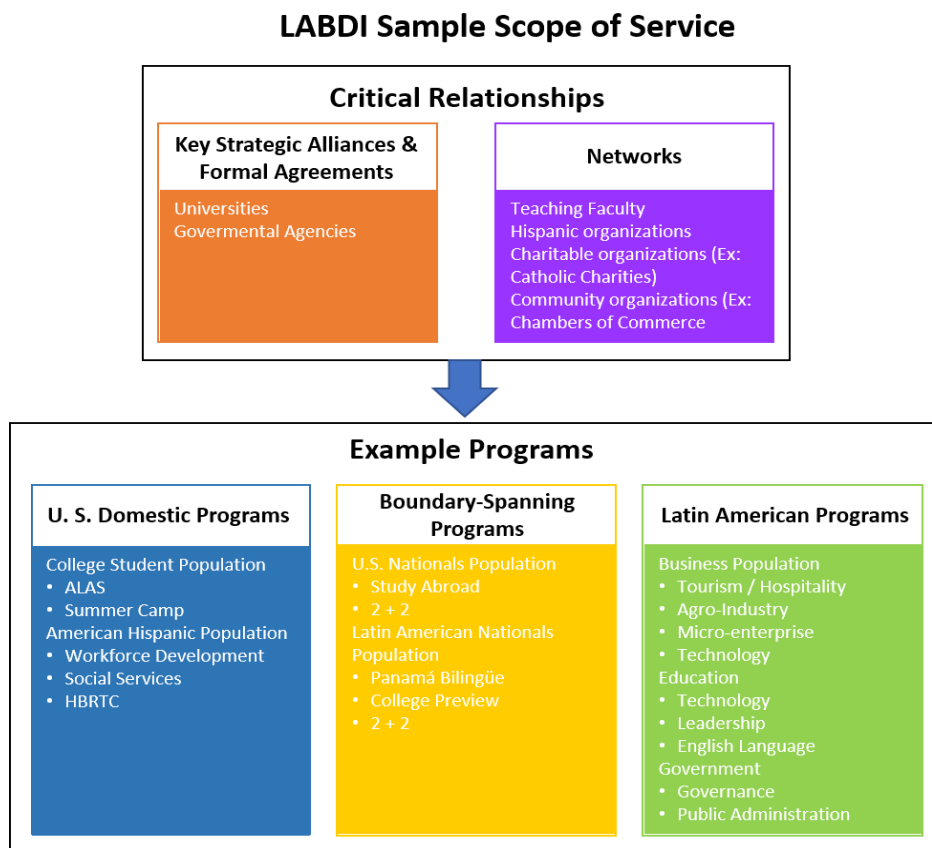 LABDI Sample Scope of Service
Critical Relationships
Key Strategic Alliances &
Formal Agreements
Universities
Govermental Agencies
Networks
Teaching Faculty
Hispanic organizations
Charitable organizations (Ex:
Catholic Charities)
Community organizations (Ex:
Chambers of Commerce
Example Programs
U. S. Domestic Programs
College Student Population
• ALAS
• Summer Camp
American Hispanic Population
• Workforce Development
• Social Services
• HBRTC
Boundary-Spanning
Programs
U.S. Nationals Population
• Study Abroad
• 2 + 2
Latin American Nationals
Population
• Panamá Bilingüe
• College Preview
• 2 + 2
Latin American Programs
Business Population
• Tourism / Hospitality
• Agro-Industry
• Micro-enterprise
• Technology
Education
• Technology
• Leadership
• English Language
Government
• Governance
• Public Administration